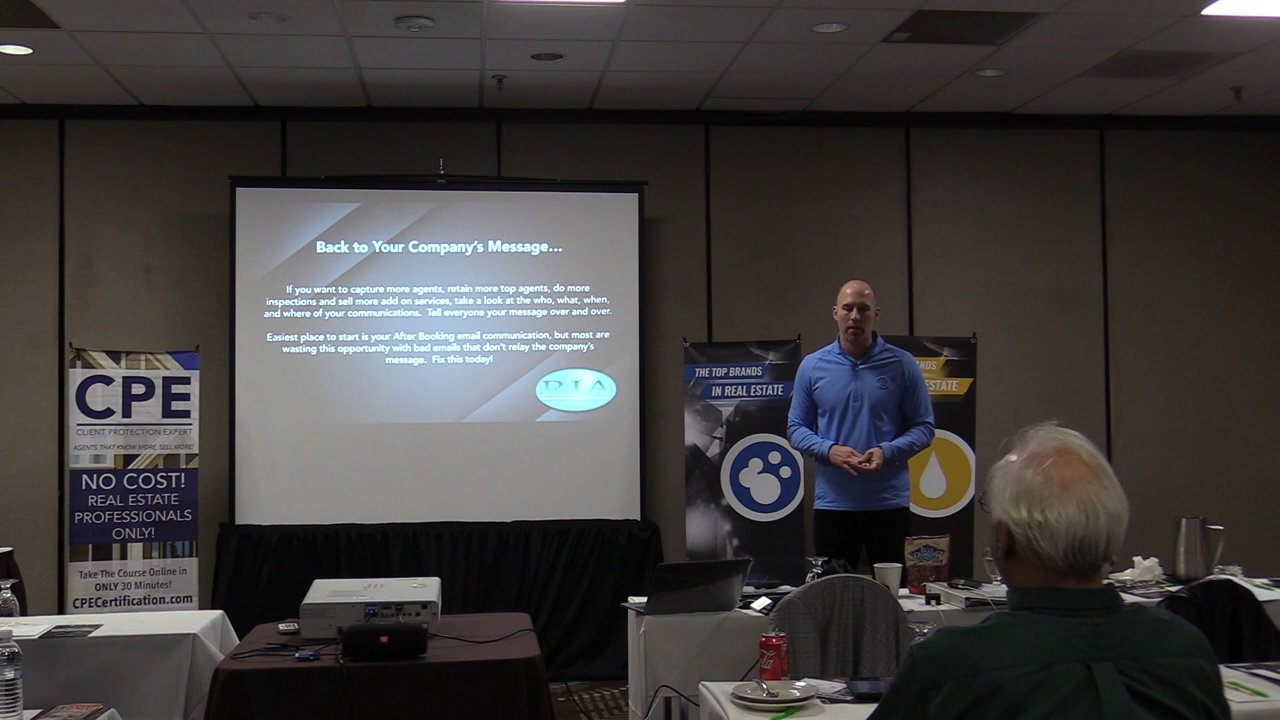 Back to Your Company's Message...
If you want to capture more agents, retain more top agents, do more
inspections and sell more add on services, take a look at the who, what, when,
and where of your communications. Tell everyone your message over and over.
Easiest place to start is your After Booking email communication, but most are
wasting this opportunity with bad emails that don't relay the company's
message. Fix this today!
CPE
CLIENT PROTECTION EXPERT
AGENTS THAT KNOW MORE, SELL MORE!
NO COST!
REAL ESTATE
PROFESSIONALS
ONLY!
Take The Course Online in
ONLY 30 Minutes!
CPECertification.com
THE TOP BRANDS
IN REAL ESTATE
NDS
ESTATE
JBL